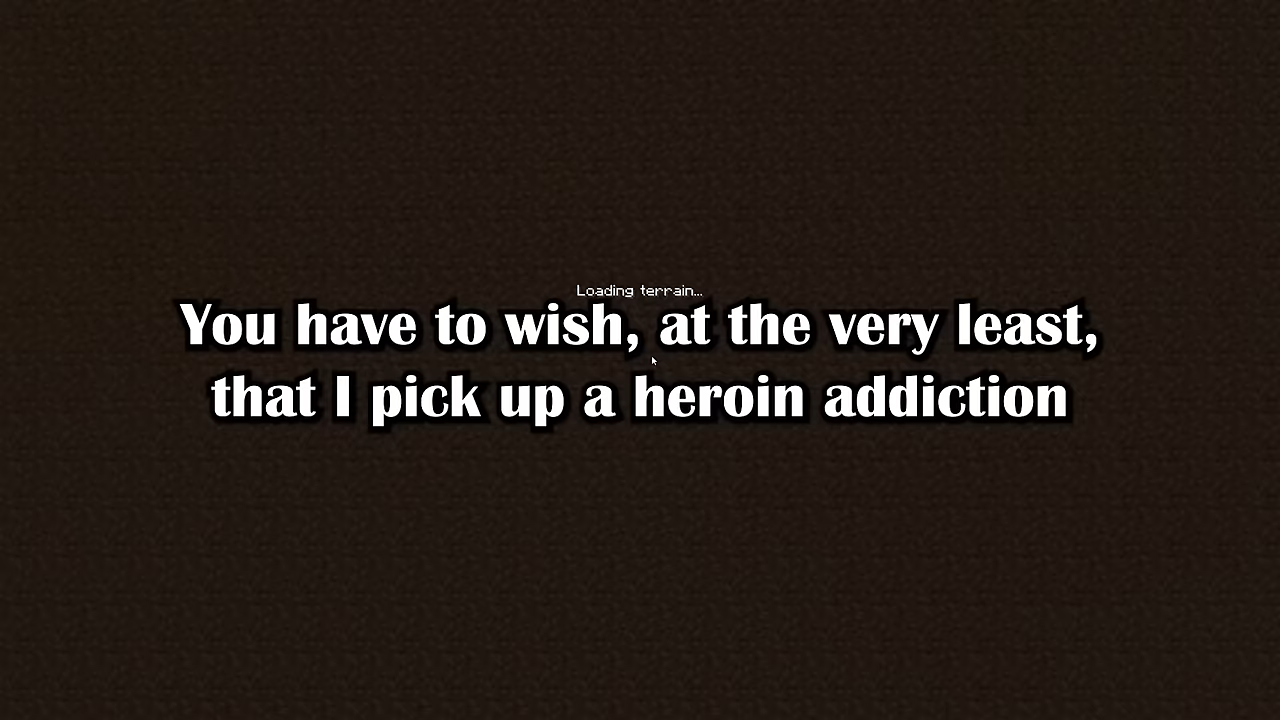 Loading terrain...
You have to wish, at the very least,
that I pick up a heroin addiction